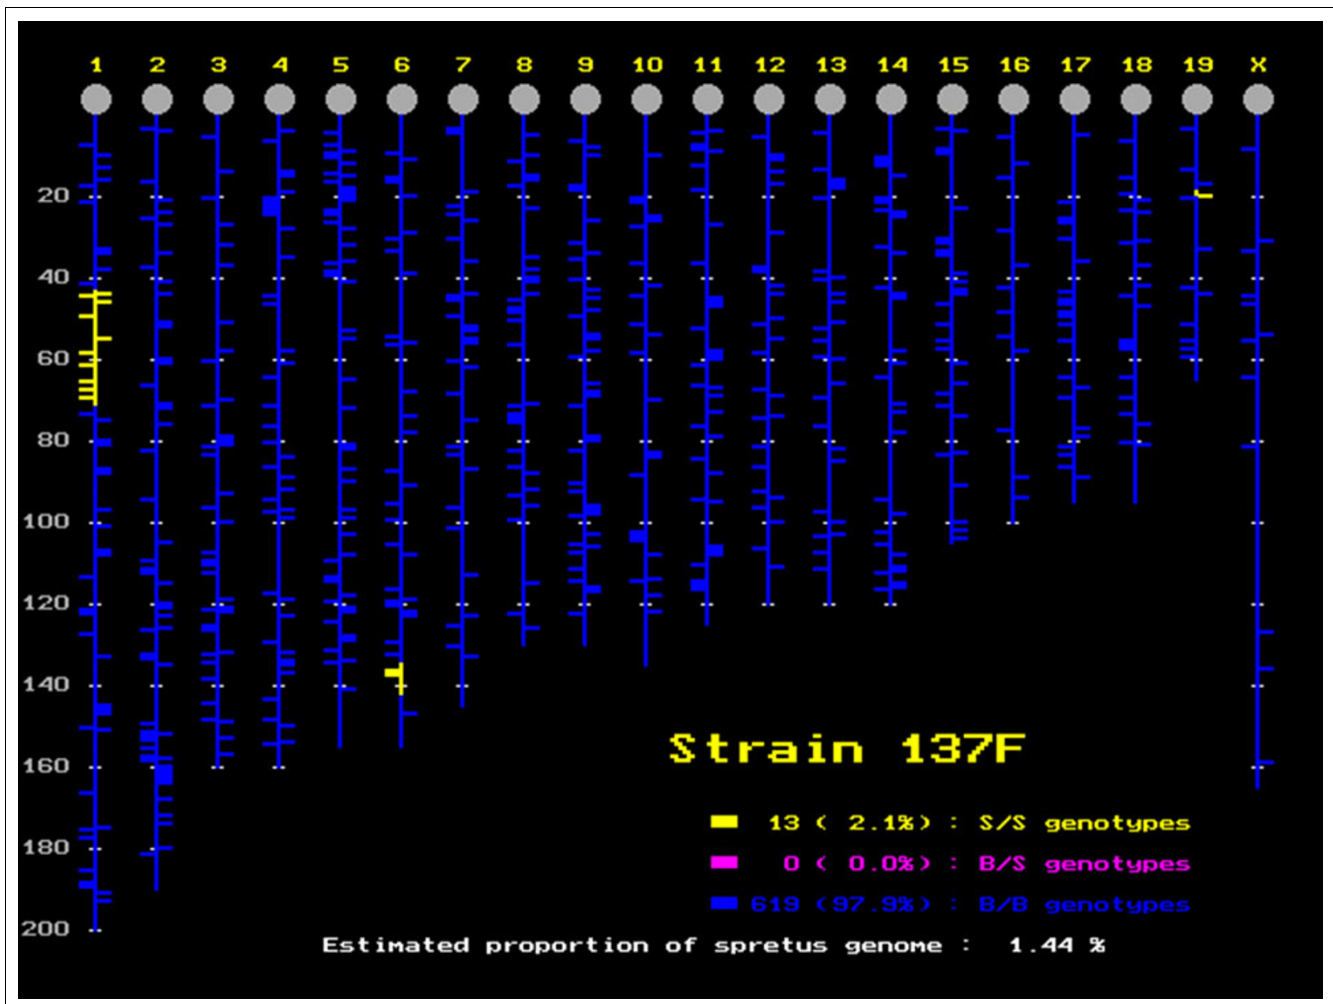 1 2 3 4 5 6 7 8 9 10 11 12 13 14 15 16 17 18 19 X
20
40
60
80
100
120
140
Strain 137F
160
13 ( 2.1%) : S/S genotypes
180
0 ( 0.0%) : B/S genotypes
619 (97.9%) : B/B genotypes
200
Estimated proportion of spretus genome : 1.44 %